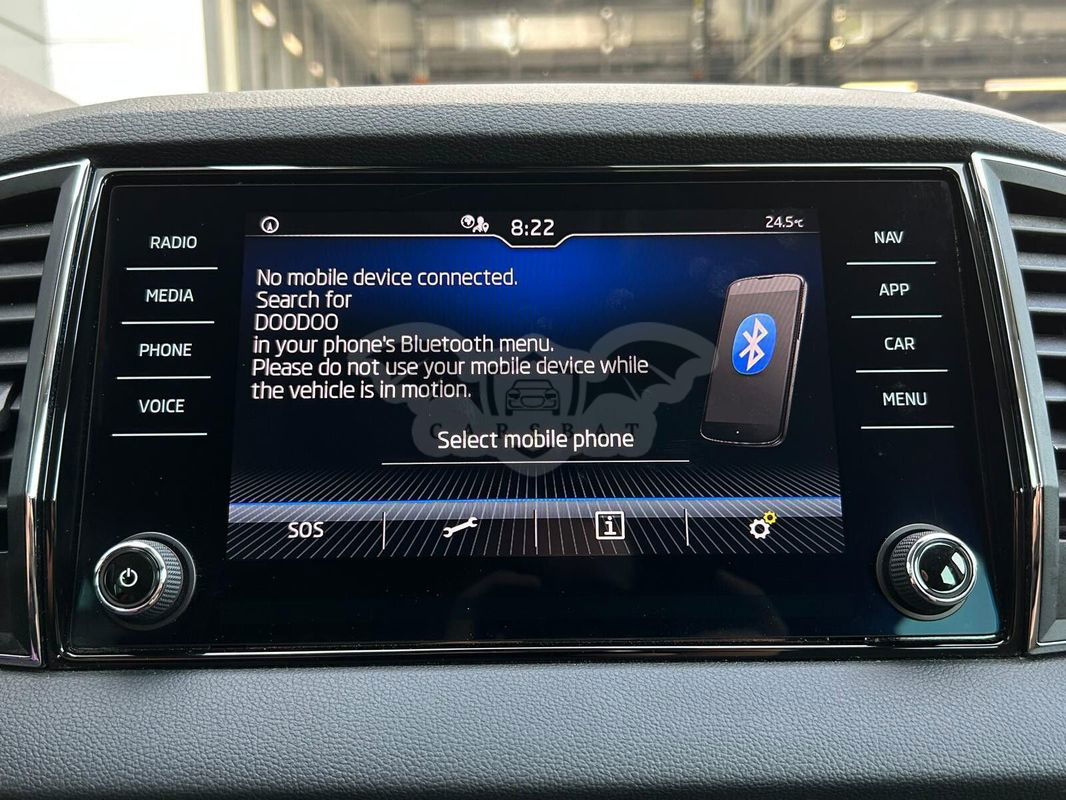 8:22
24.5°C
RADIO
MEDIA
PHONE
VOICE
No mobile device connected.
Search for
DOODOO
in your phone's Bluetooth menu.
Please do not use your mobile device while
the vehicle is in motion.
CARSBAT
Select mobile phone
SOS
i
NAV
APP
CAR
MENU